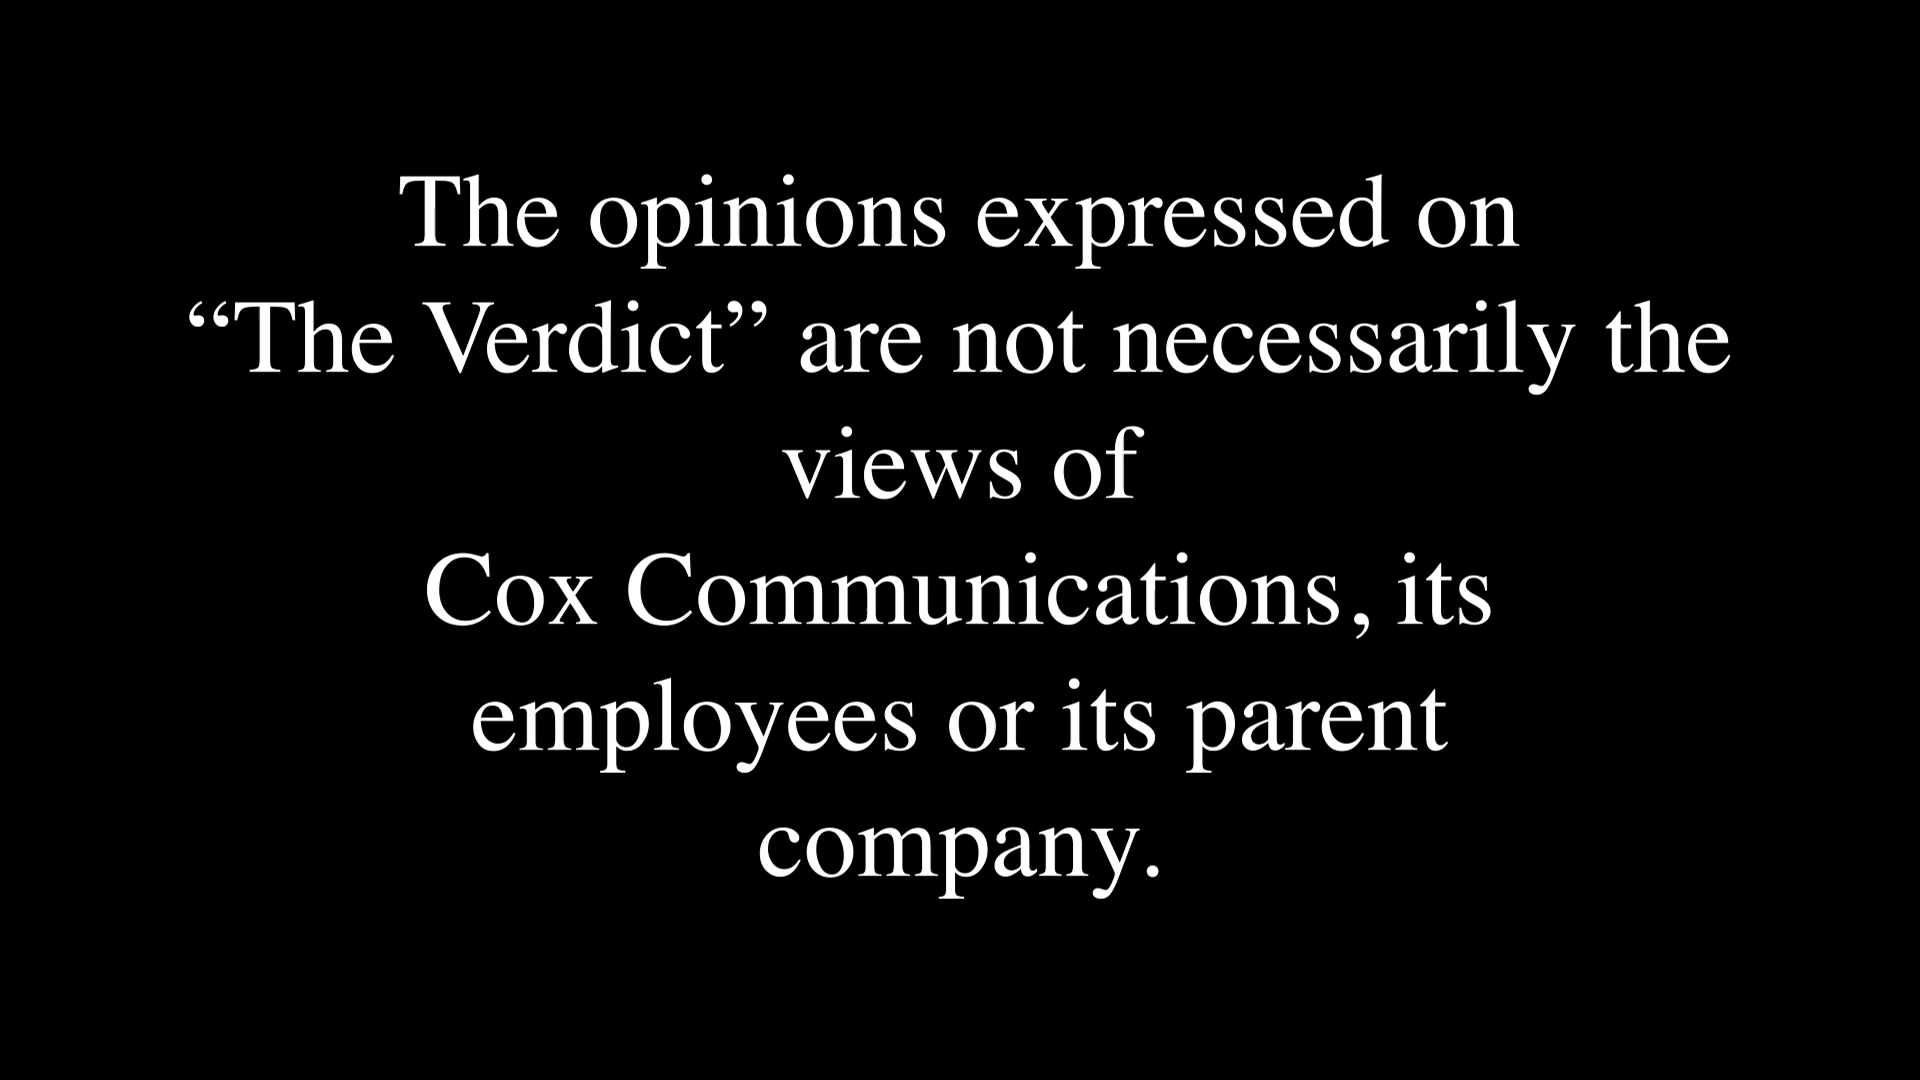 The opinions expressed on
“The Verdict” are not necessarily the
views of
Cox Communications, its
employees or its parent
company.